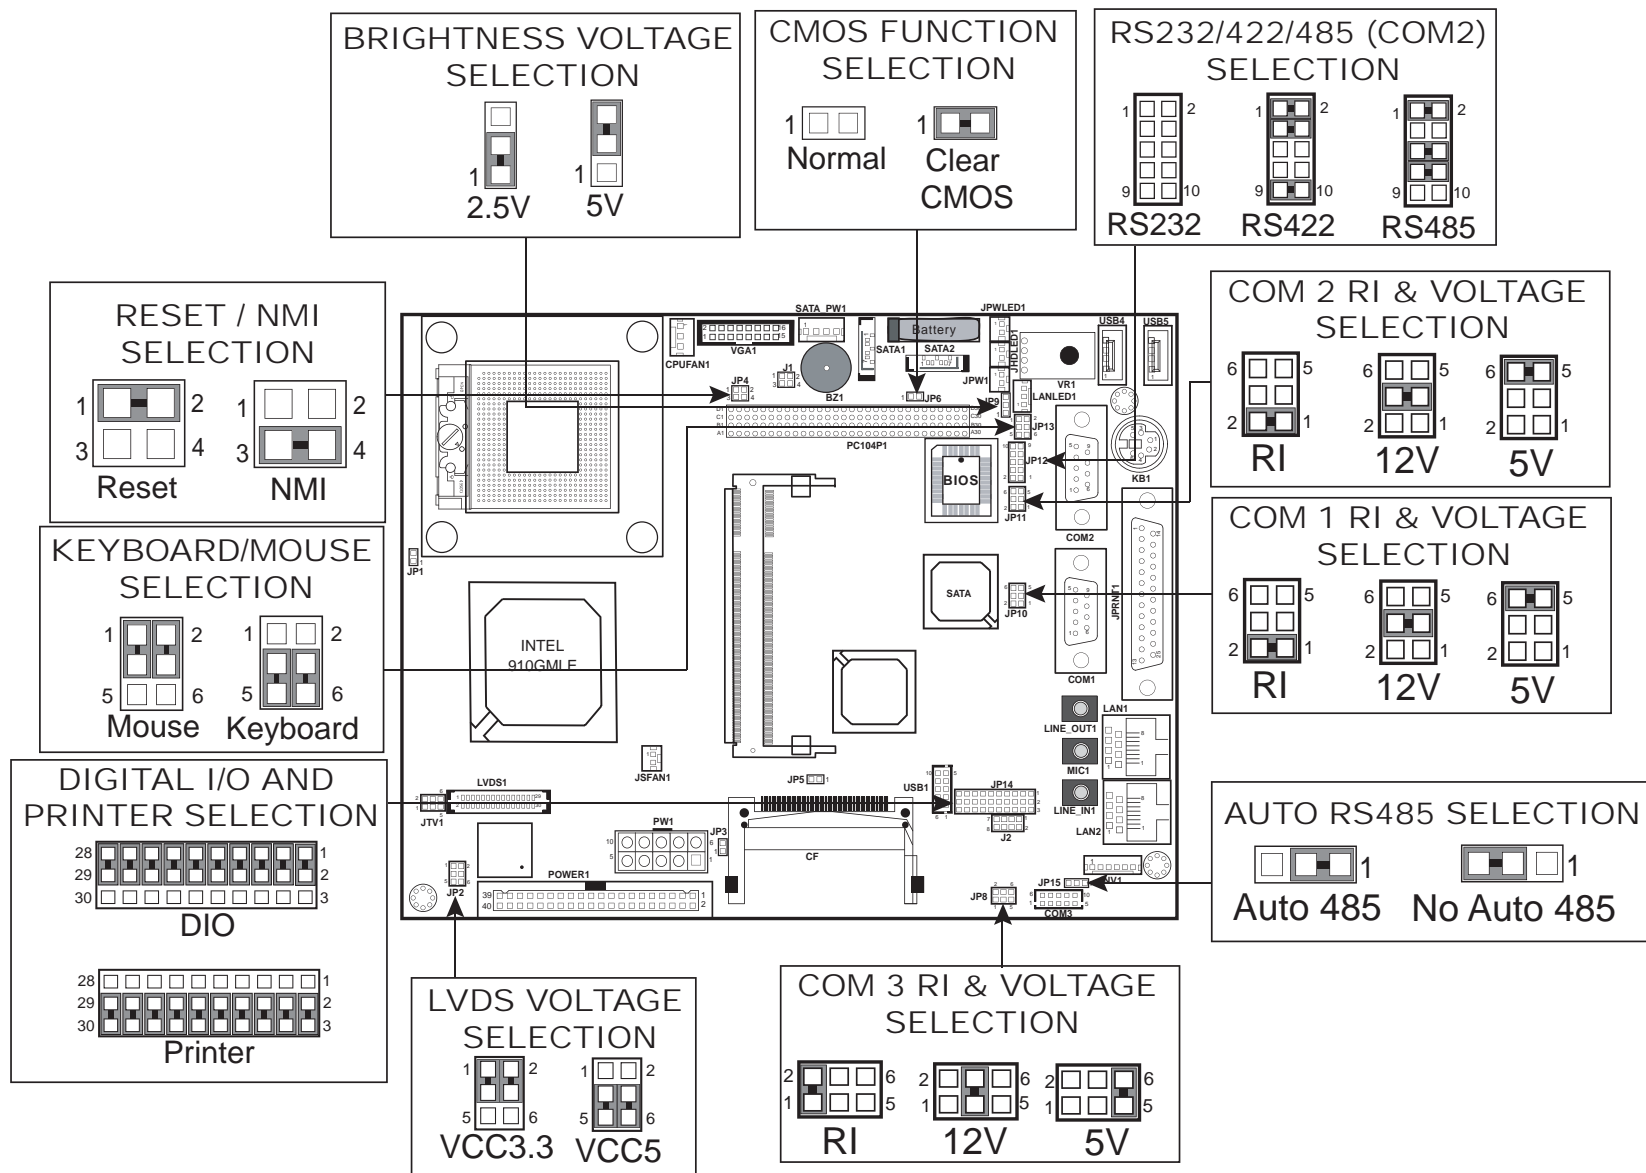 BRIGHTNESS VOLTAGE
SELECTION
1
2.5V
1
5V
CMOS FUNCTION
SELECTION
1
Normal
1
Clear
CMOS
RS232/422/485 (COM2)
SELECTION
1 2
9 10
RS232
1 2
9 10
RS422
1 2
9 10
RS485
RESET / NMI
SELECTION
1 2
3 4
Reset
1 2
3 4
NMI
KEYBOARD/MOUSE
SELECTION
1 2
5 6
Mouse
1 2
5 6
Keyboard
DIGITAL I/O AND
PRINTER SELECTION
28 1
29 2
30 3
DIO
28 1
29 2
30 3
Printer
COM 2 RI & VOLTAGE
SELECTION
6 5
2 1
RI
6 5
2 1
12V
6 5
2 1
5V
COM 1 RI & VOLTAGE
SELECTION
6 5
2 1
RI
6 5
2 1
12V
6 5
2 1
5V
AUTO RS485 SELECTION
1
Auto 485
1
No Auto 485
LVDS VOLTAGE
SELECTION
1 2
5 6
VCC3.3
1 2
5 6
VCC5
COM 3 RI & VOLTAGE
SELECTION
2 6
1 5
RI
2 6
1 5
12V
2 6
1 5
5V
CPUFAN1
VGA1
SATA_PW1
SATA1
Battery
SATA2
JPWLED1
JHDLED1
JPW1
VR1
USB4
USB5
LANLED1
JP4
J1
BZ1
JP6
JP9
JP13
PC104P1
BIOS
JP12
JP11
COM2
KB1
JP1
INTEL
910GMLE
SATA
JP10
COM1
JPRNT1
LINE_OUT1
LAN1
MIC1
LINE_IN1
LAN2
JSFAN1
LVDS1
JTV1
JP5
USB1
JP14
J2
PW1
JP3
CF
POWER1
39 1
40 2
JP2
JP8
JP15
COM3